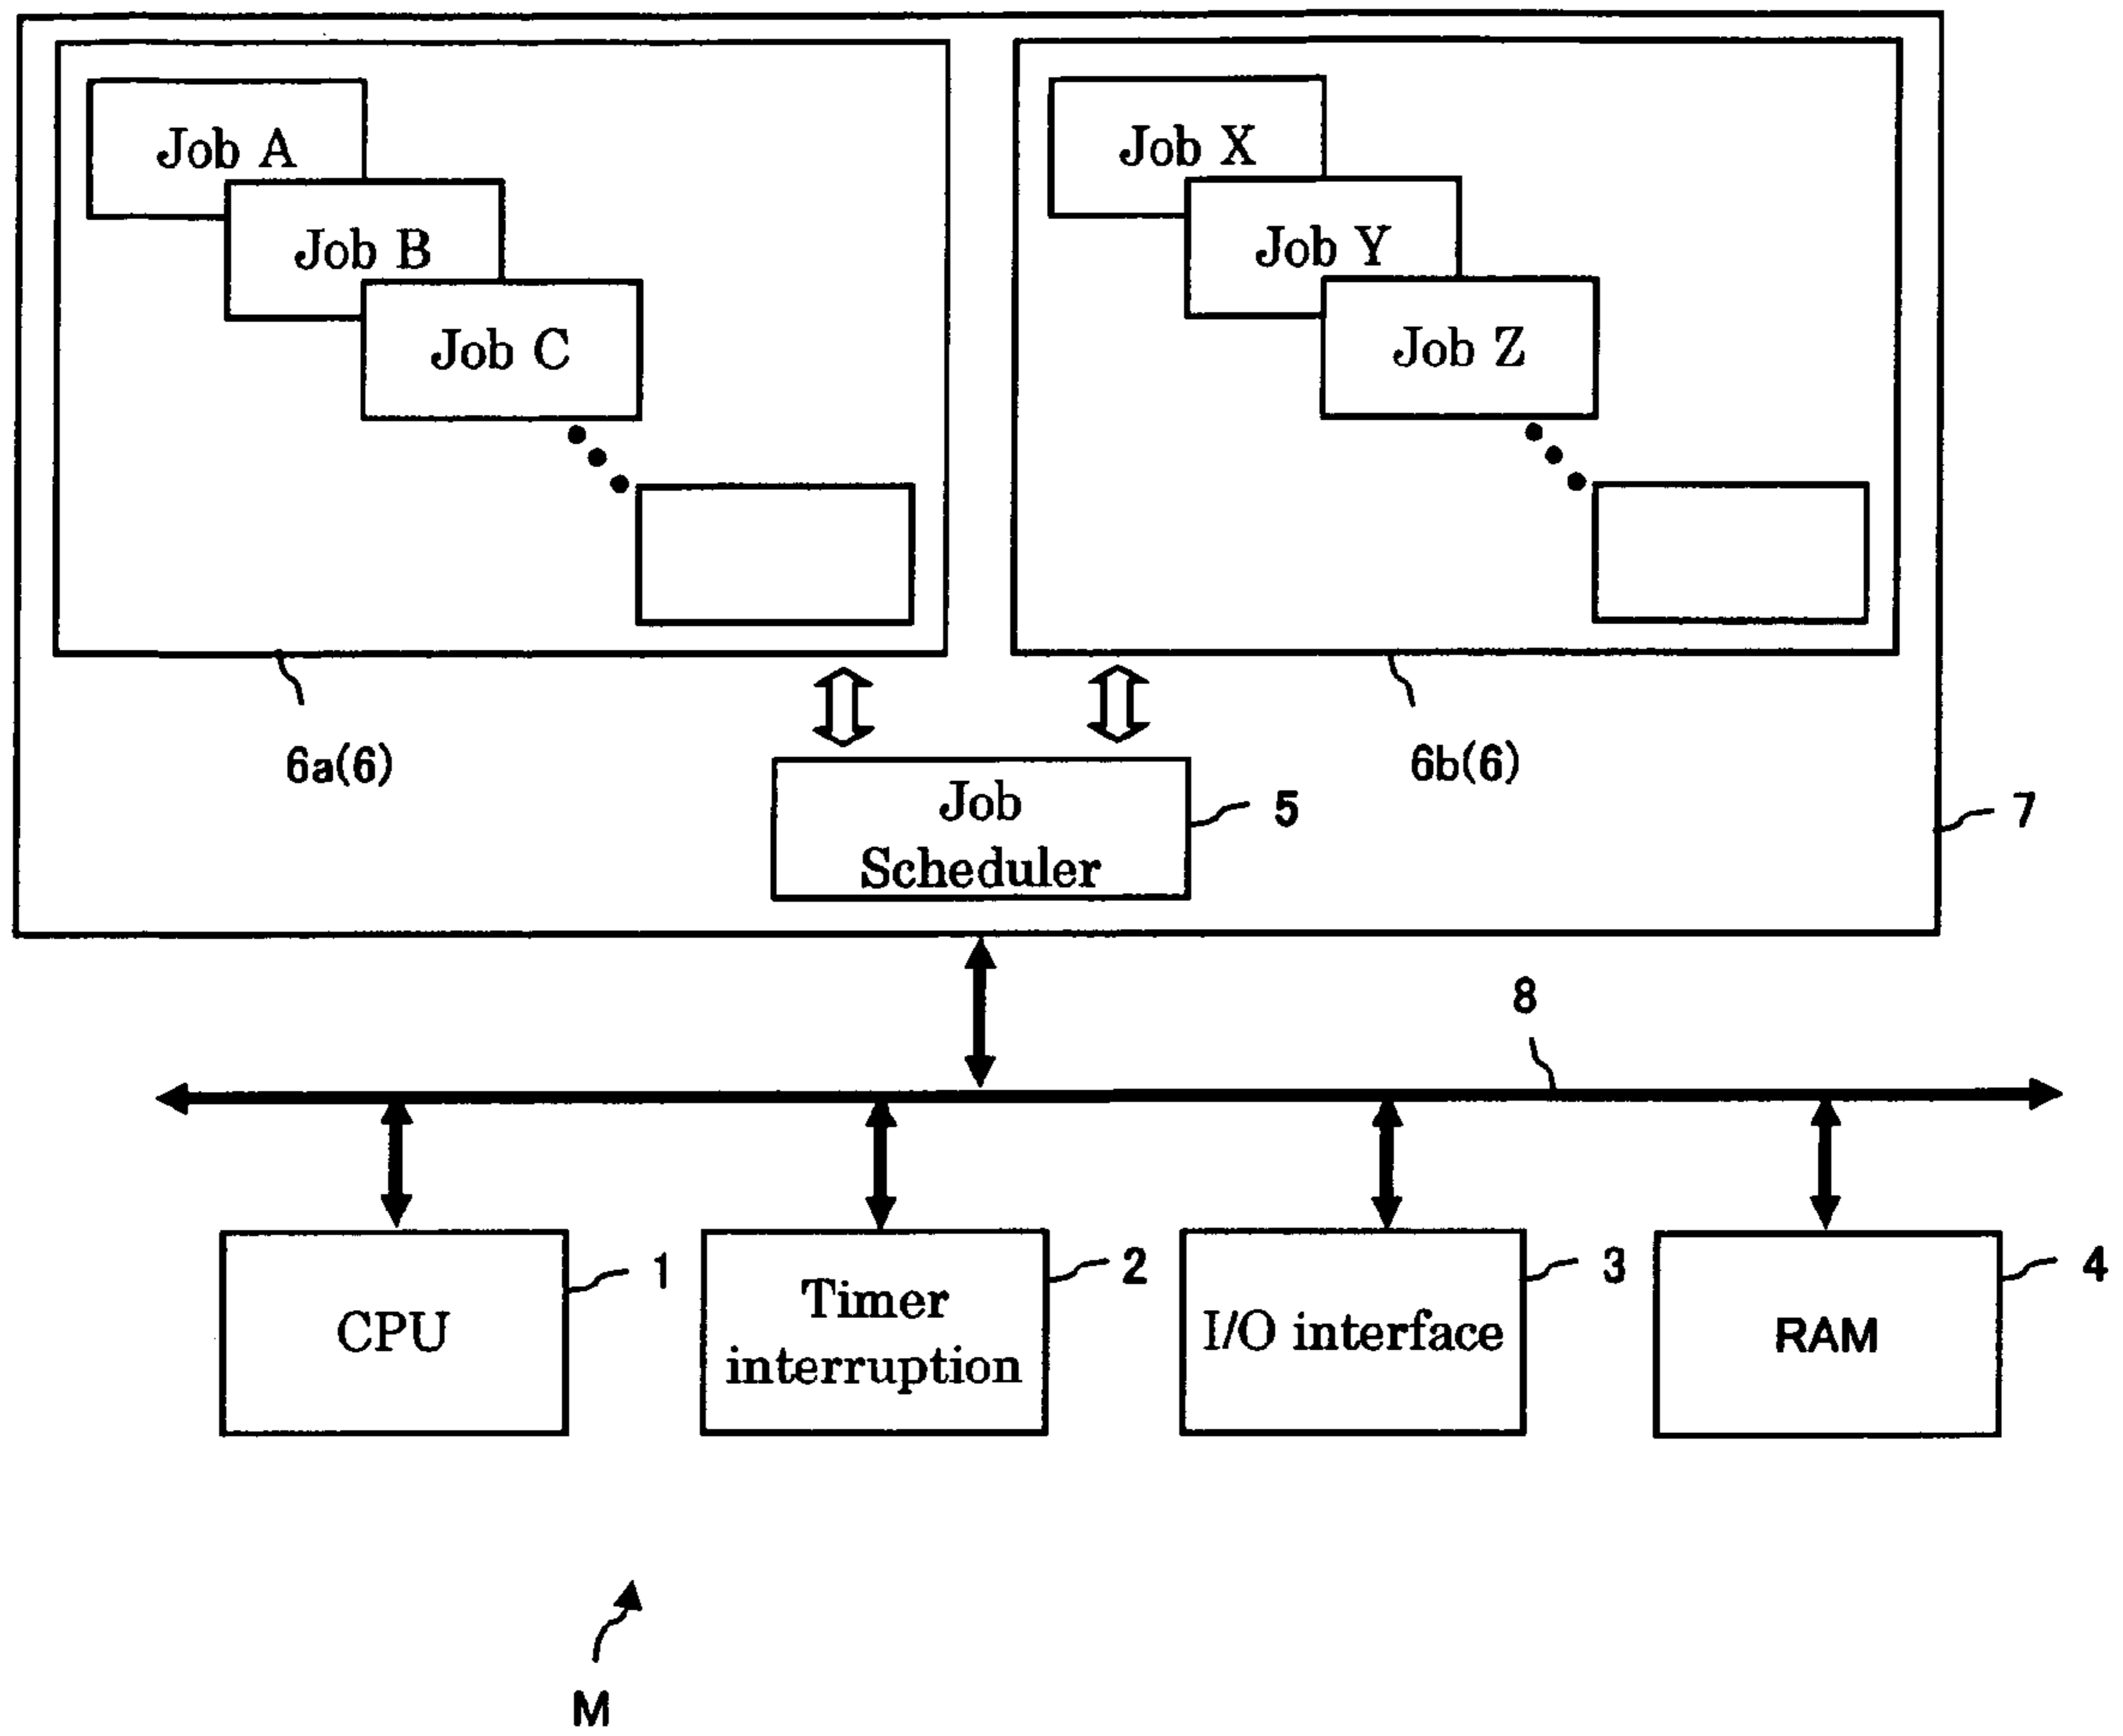 Job A
Job B
Job C
Job X
Job Y
Job Z
6a(6)
6b(6)
Job
Scheduler
5
7
8
CPU
1
Timer
interruption
2
I/O interface
3
RAM
4
M